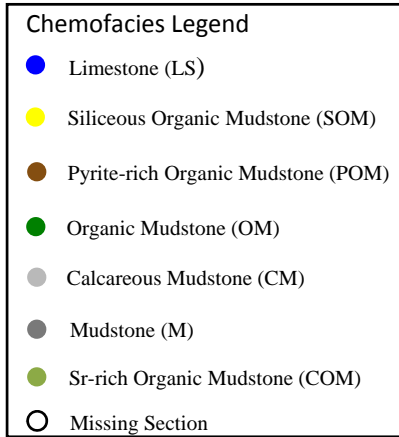 Chemofacies Legend
Limestone (LS)
Siliceous Organic Mudstone (SOM)
Pyrite-rich Organic Mudstone (POM)
Organic Mudstone (OM)
Calcareous Mudstone (CM)
Mudstone (M)
Sr-rich Organic Mudstone (COM)
Missing Section